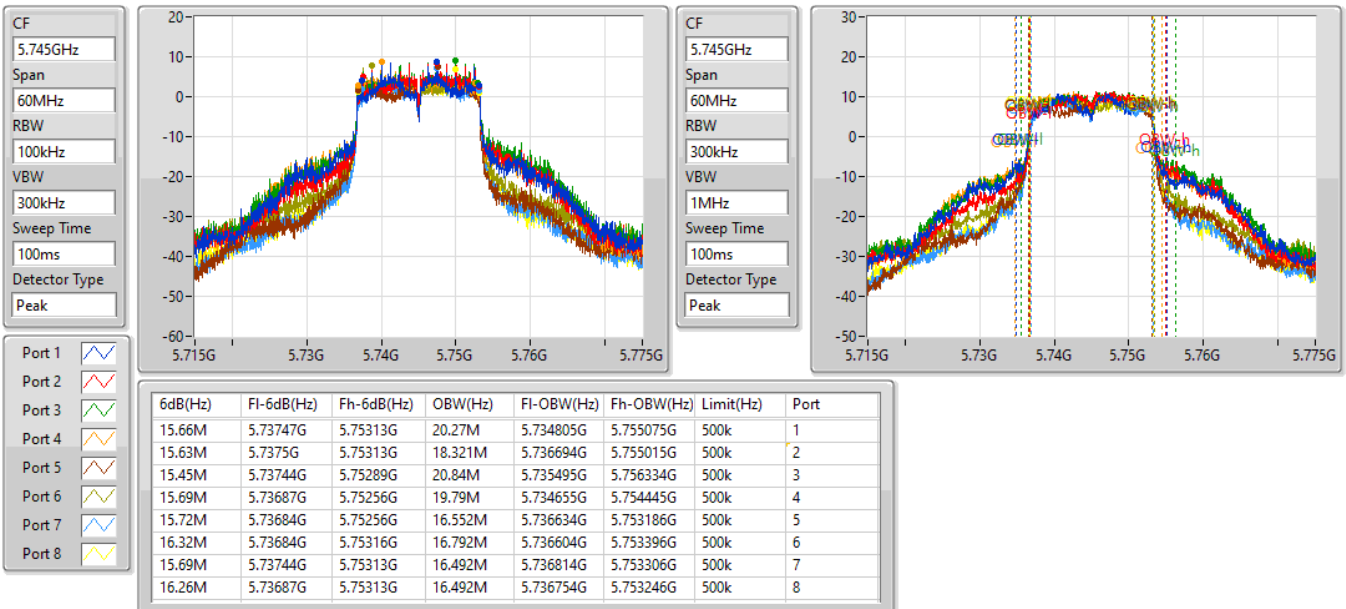 CF
5.745GHz
Span
60MHz
RBW
100kHz
VBW
300kHz
Sweep Time
100ms
Detector Type
Peak
20
10
0
-10
-20
-30
-40
-50
-60
5.715G 5.73G 5.74G 5.75G 5.76G 5.775G
CF
5.745GHz
Span
60MHz
RBW
300kHz
VBW
1MHz
Sweep Time
100ms
Detector Type
Peak
30
20
10
0
-10
-20
-30
-40
-50
5.715G 5.73G 5.74G 5.75G 5.76G 5.775G
Port 1
Port 2
Port 3
Port 4
Port 5
Port 6
Port 7
Port 8
6dB(Hz) Fl-6dB(Hz) Fh-6dB(Hz) OBW(Hz) Fl-OBW(Hz) Fh-OBW(Hz) Limit(Hz) Port
15.66M 5.73747G 5.75313G 20.27M 5.734805G 5.755075G 500k 1
15.63M 5.7375G 5.75313G 18.321M 5.736694G 5.755015G 500k 2
15.45M 5.73744G 5.75289G 20.84M 5.735495G 5.756334G 500k 3
15.69M 5.73687G 5.75256G 19.79M 5.734655G 5.754445G 500k 4
15.72M 5.73684G 5.75256G 16.552M 5.736634G 5.753186G 500k 5
16.32M 5.73684G 5.75316G 16.792M 5.736604G 5.753396G 500k 6
15.69M 5.73744G 5.75313G 16.492M 5.736814G 5.753306G 500k 7
16.26M 5.73687G 5.75313G 16.492M 5.736754G 5.753246G 500k 8